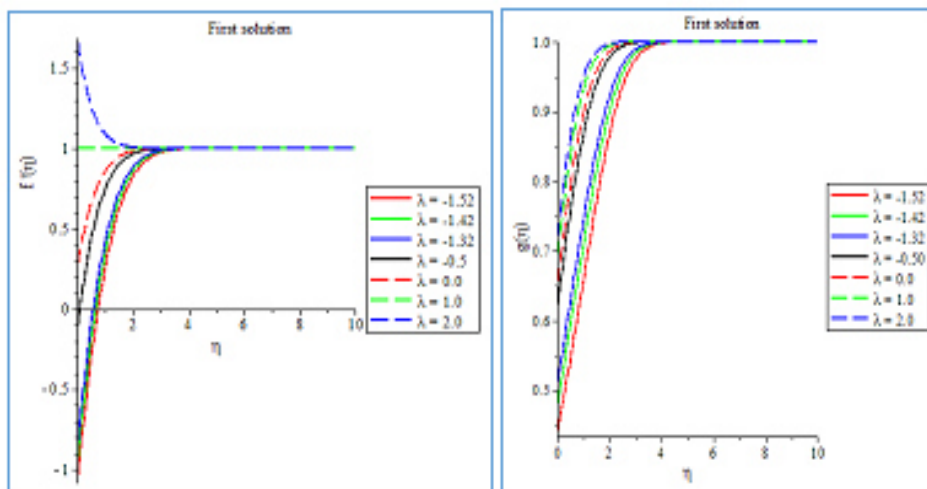 First solution
1.5
1
f '(η)
0.5
0
2
4
6
8
10
η
-0.5
-1
λ = -1.52
λ = -1.42
λ = -1.32
λ = -0.5
λ = 0.0
λ = 1.0
λ = 2.0
First solution
1.0
0.9
0.8
g(η)
0.7
0.6
0.5
0
2
4
6
8
10
η
λ = -1.52
λ = -1.42
λ = -1.32
λ = -0.50
λ = 0.0
λ = 1.0
λ = 2.0